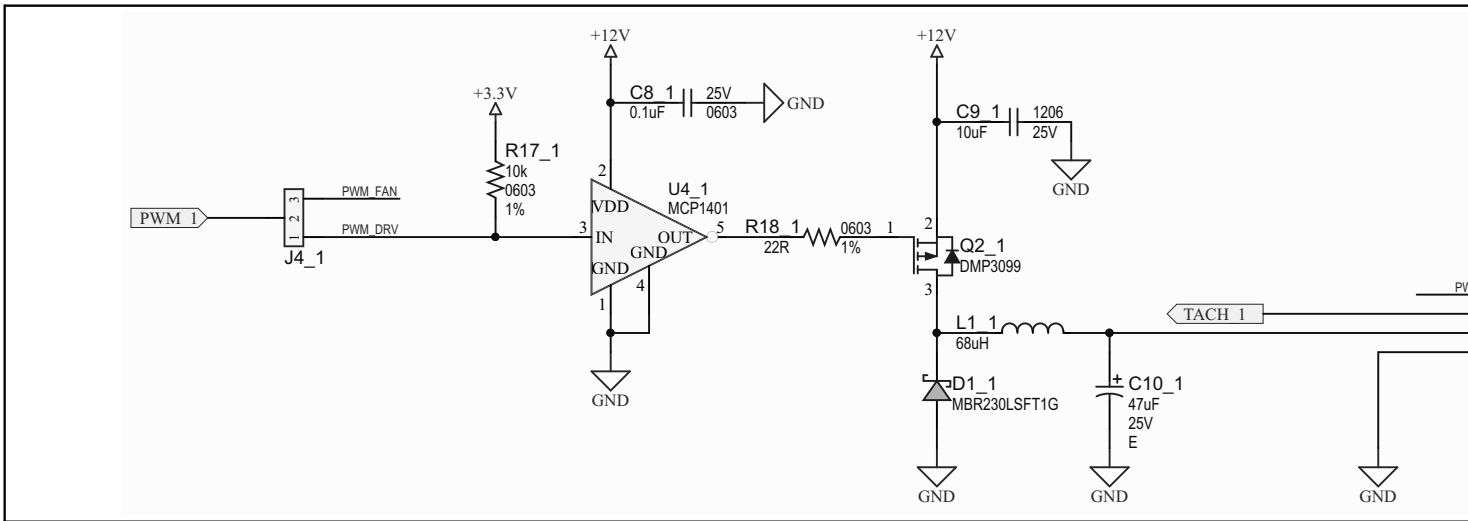 +12V
+12V
+3.3V
C8_1
0.1uF
25V
0603
GND
C9_1
10uF
1206
25V
GND
R17_1
10k
0603
1%
PWM_1
3
2
1
J4_1
PWM_FAN
PWM_DRV
2
VDD
3
IN
OUT
5
GND
GND
4
1
GND
U4_1
MCP1401
R18_1
22R
0603
1%
1
2
3
Q2_1
DMP3099
L1_1
68uH
D1_1
MBR230LSFT1G
GND
+
C10_1
47uF
25V
E
GND
PW
TACH_1
GND